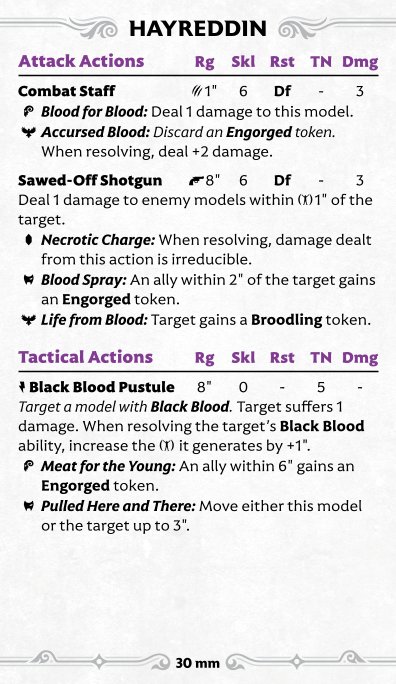 HAYREDDIN
Attack Actions Rg Skl Rst TN Dmg
Combat Staff 1" 6 Df - 3
Blood for Blood: Deal 1 damage to this model.
Accursed Blood: Discard an Engorged token.
When resolving, deal +2 damage.
Sawed-Off Shotgun 8" 6 Df - 3
Deal 1 damage to enemy models within 1" of the
target.
Necrotic Charge: When resolving, damage dealt
from this action is irreducible.
Blood Spray: An ally within 2" of the target gains
an Engorged token.
Life from Blood: Target gains a Broodling token.
Tactical Actions Rg Skl Rst TN Dmg
Black Blood Pustule 8" 0 - 5 -
Target a model with Black Blood. Target suffers 1
damage. When resolving the target's Black Blood
ability, increase the it generates by +1".
Meat for the Young: An ally within 6" gains an
Engorged token.
Pulled Here and There: Move either this model
or the target up to 3".
30 mm